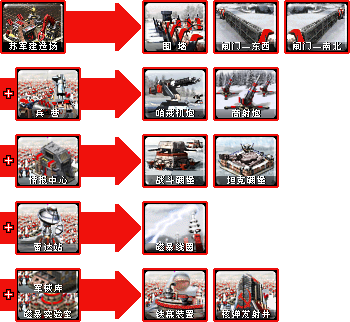 苏军建造场
围 墙
闸门—东西
闸门—南北
+
兵 营
哨戒机炮
高射炮
+
情报中心
战斗碉堡
坦克碉堡
+
雷达站
磁暴线圈
+
军械库
磁暴实验室
铁幕装置
核弹发射井